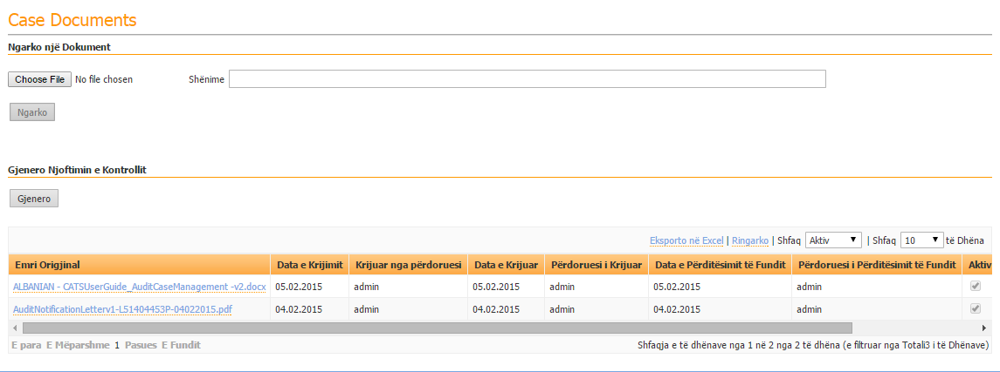 Case Documents
Ngarko një Dokument
Choose File No file chosen Shënime
Ngarko
Gjenero Njoftimin e Kontrollit
Gjenero
Eksporto në Excel | Ringarko | Shfaq Aktiv | Shfaq 10 të Dhëna
Emri Origjinal Data e Krijimit Krijuar nga përdoruesi Data e Krijuar Përdoruesi i Krijuar Data e Përditësimit të Fundit Përdoruesi i Përditësimit të Fundit Aktiv
ALBANIAN - CATSUserGuide_AuditCaseManagement -v2.docx 05.02.2015 admin 05.02.2015 admin 05.02.2015 admin
AuditNotificationLetterv1-L51404453P-04022015.pdf 04.02.2015 admin 04.02.2015 admin 04.02.2015 admin
E para E Mëparshme 1 Pasues E Fundit Shfaqja e të dhënave nga 1 në 2 nga 2 të dhëna (e filtruar nga Totali3 i të Dhënave)